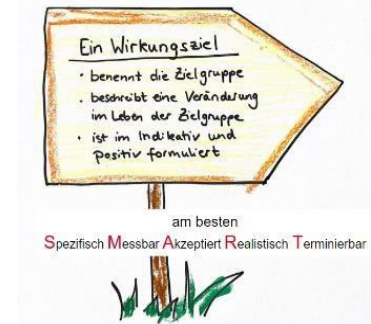 Ein Wirkungsziel
· benennt die Zielgruppe
· beschreibt eine Veränderung
im Leben der Zielgruppe
· ist im Indikativ und
positiv formuliert
am besten
Spezifisch Messbar Akzeptiert Realistisch Terminierbar